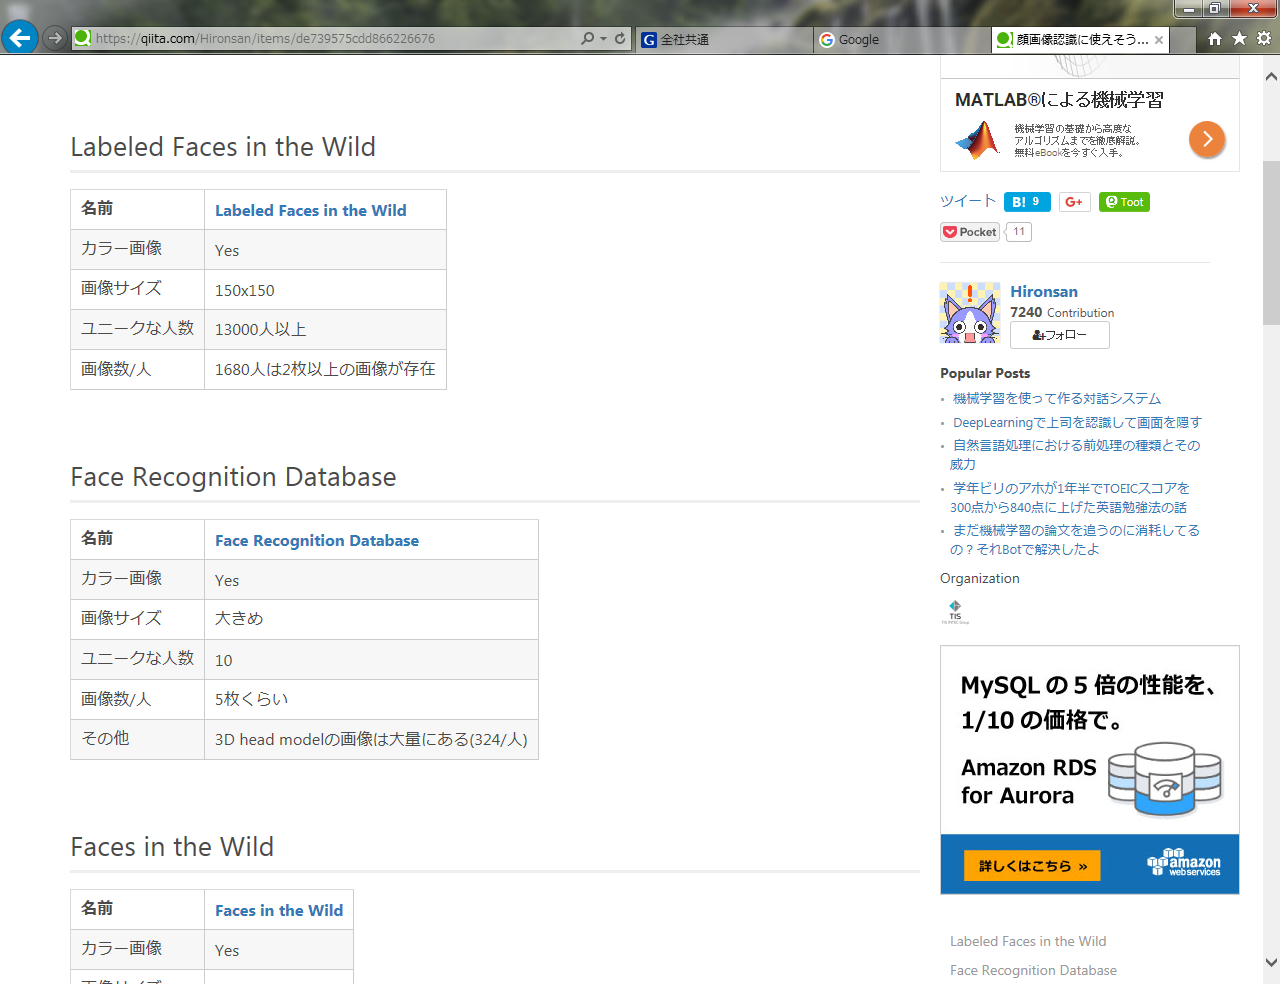 https://qiita.com/Hironsan/items/de739575cdd866226676
全社共通
Google
顔画像認識に使えそう...
Labeled Faces in the Wild
名前 Labeled Faces in the Wild
カラー画像 Yes
画像サイズ 150x150
ユニークな人数 13000人以上
画像数/人 1680人は2枚以上の画像が存在
Face Recognition Database
名前 Face Recognition Database
カラー画像 Yes
画像サイズ 大きめ
ユニークな人数 10
画像数/人 5枚くらい
その他 3D head modelの画像は大量にある(324/人)
Faces in the Wild
名前 Faces in the Wild
カラー画像 Yes
画像サイズ
MATLAB®による機械学習
機械学習の基礎から高度な
アルゴリズムまでを徹底解説。
無料eBookを今すぐ入手。
ツイート B! 9 G+ Toot
Pocket 11
Hironsan
7240 Contribution
フォロー
Popular Posts
機械学習を使って作る対話システム
DeepLearningで上司を認識して画面を隠す
自然言語処理における前処理の種類とその
威力
学年ビリのアホが1年半でTOEICスコアを
300点から840点に上げた英語勉強法の話
まだ機械学習の論文を追うのに消耗してる
の？それBotで解決したよ
Organization
TIS
MySQL の 5 倍の性能を、
1/10 の価格で。
Amazon RDS
for Aurora
詳しくはこちら »
amazon
web services
Labeled Faces in the Wild
Face Recognition Database